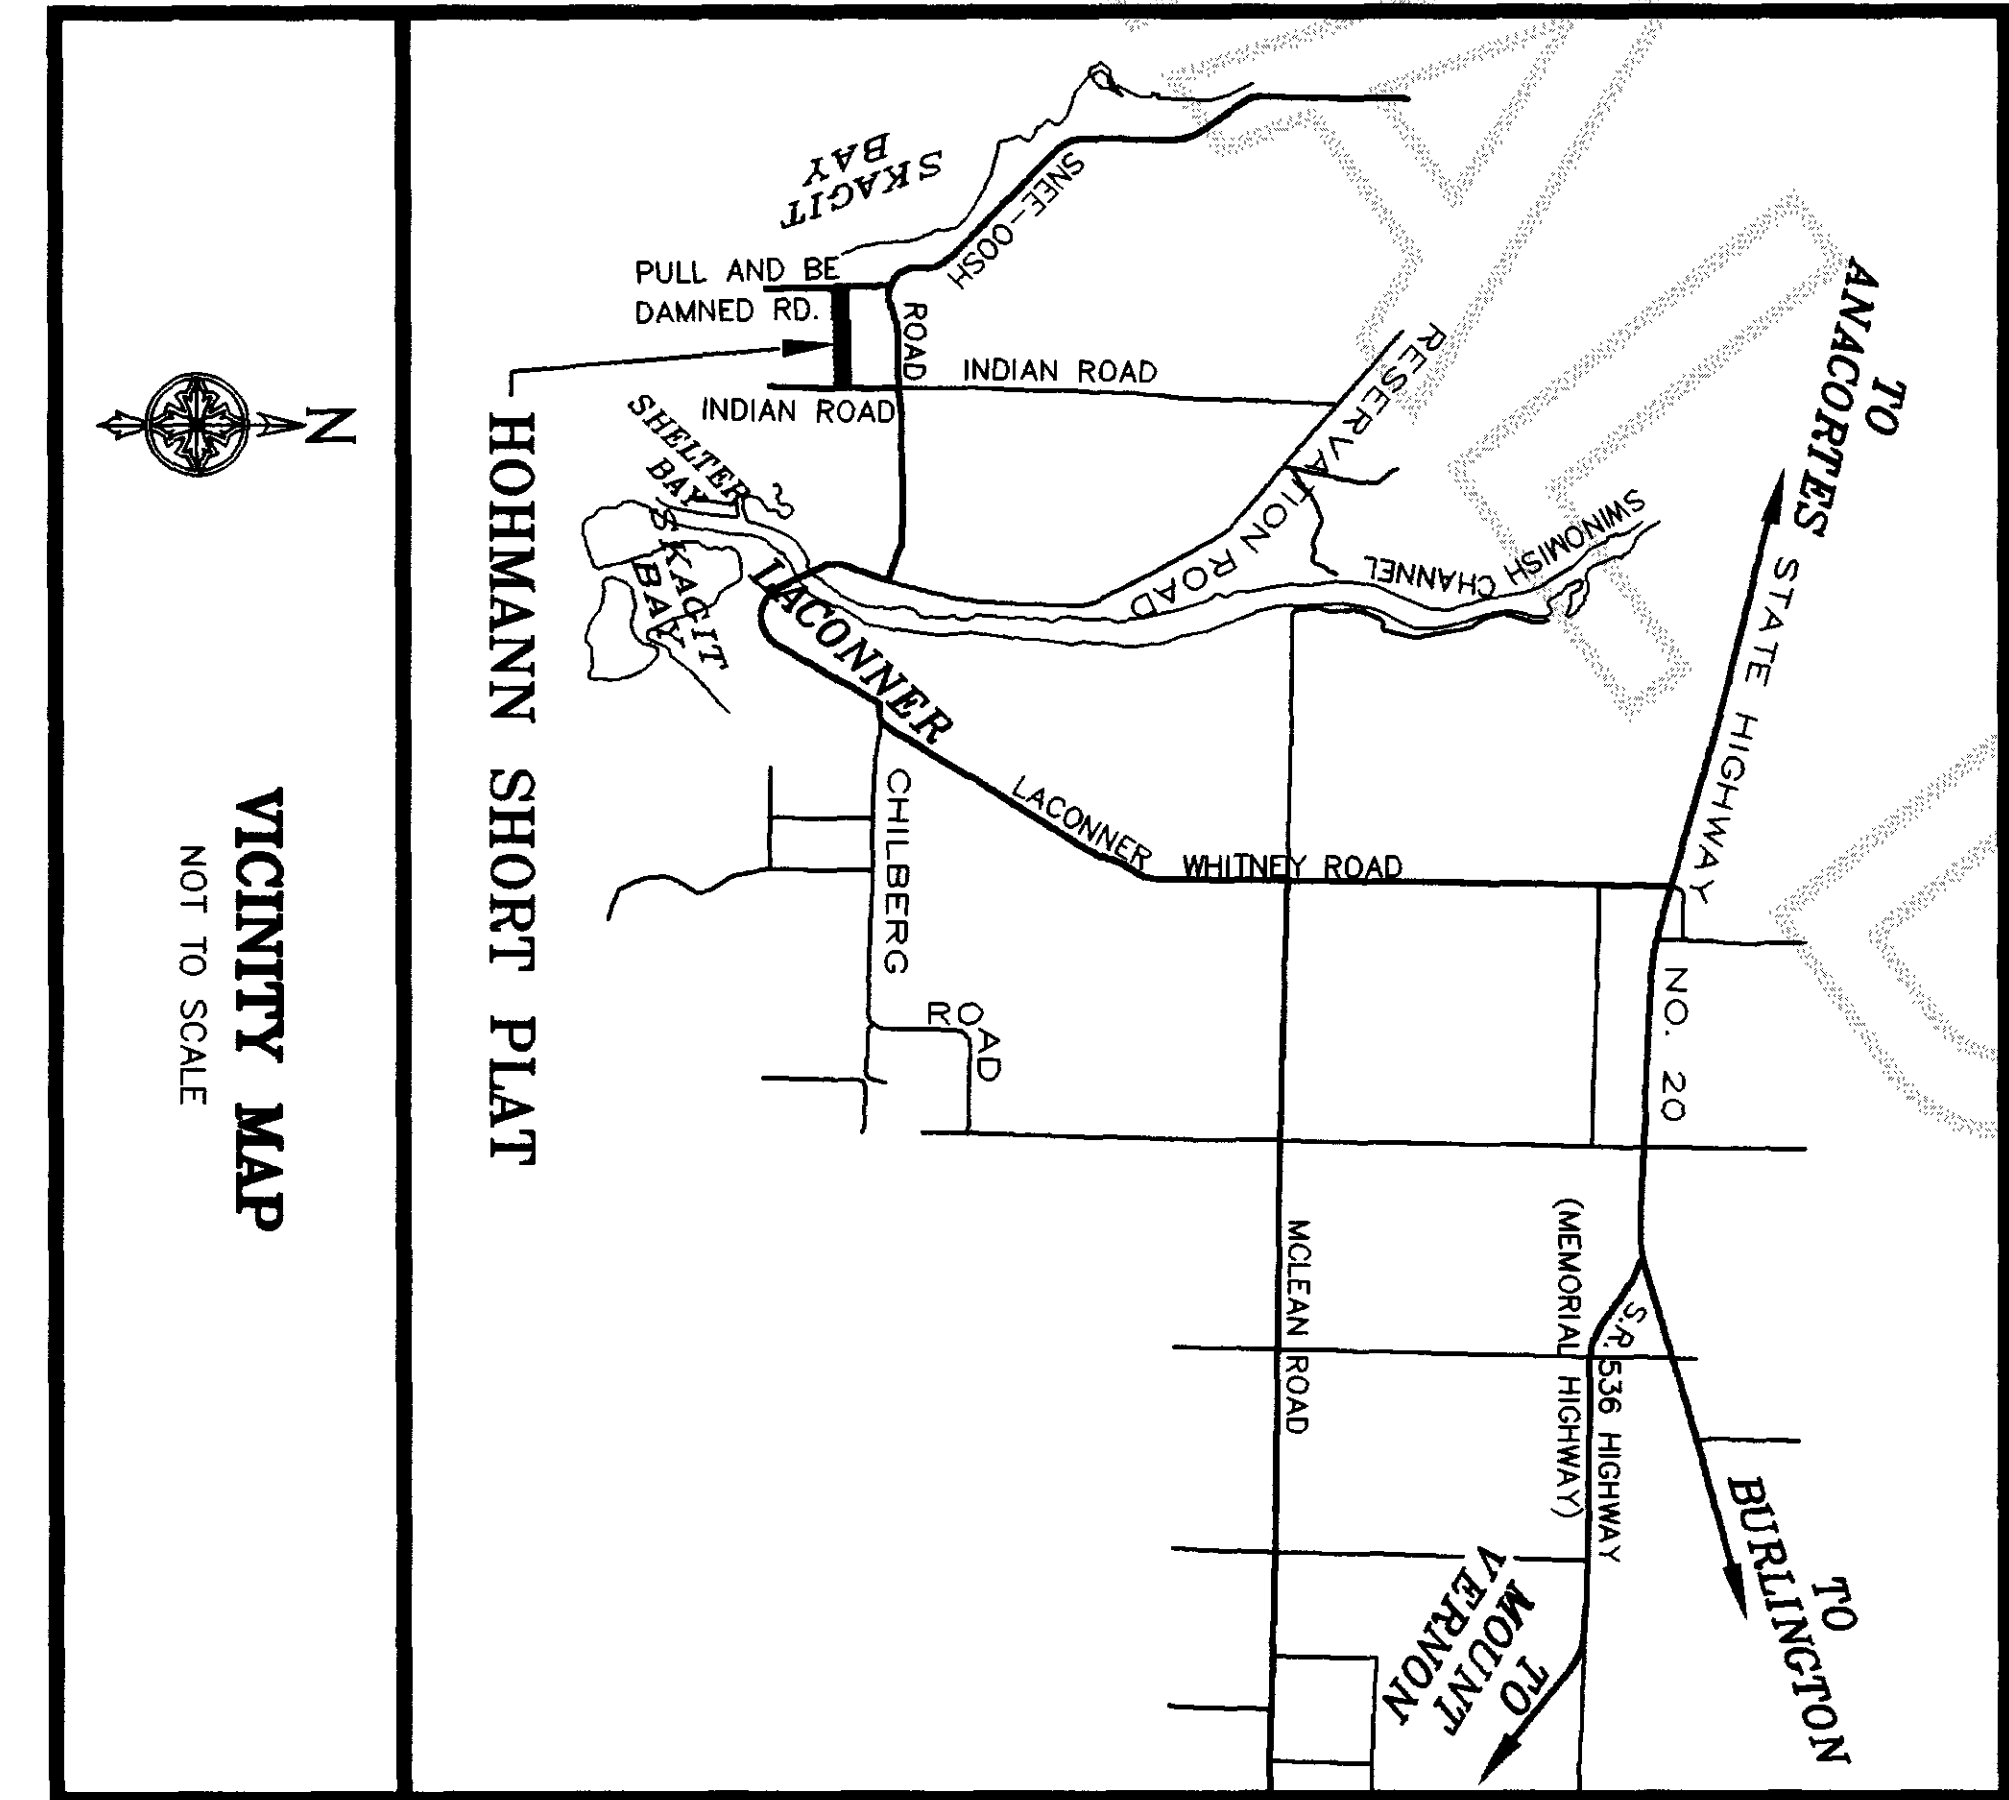 TO
ANACORTES
STATE HIGHWAY
NO. 20
TO
BURLINGTON
S.R. 536 HIGHWAY
(MEMORIAL HIGHWAY)
TO
MOUNT
VERNON
SWINOMISH CHANNEL
RESERVATION ROAD
SNEE-OOSH
ROAD
INDIAN ROAD
INDIAN ROAD
PULL AND BE
DAMNED RD.
SKAGIT
BAY
SHELTER
BAY
SKAGIT
BAY
LACONNER
LACONNER
WHITNEY ROAD
CHILBERG
ROAD
MCLEAN ROAD
HOHMANN SHORT PLAT
N
VICINITY MAP
NOT TO SCALE